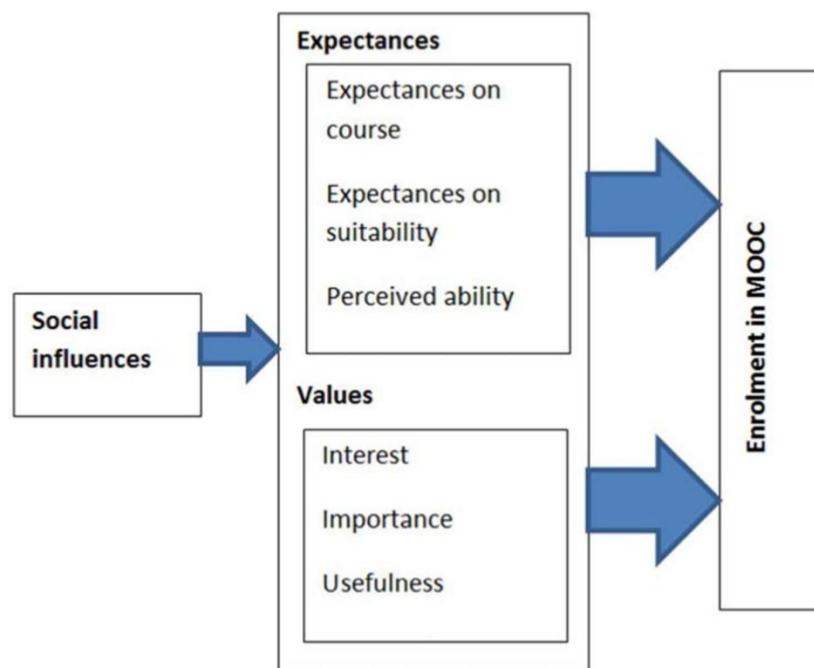 Social
influences
Expectances
Expectances on
course
Expectances on
suitability
Perceived ability
Values
Interest
Importance
Usefulness
Enrolment in MOOC